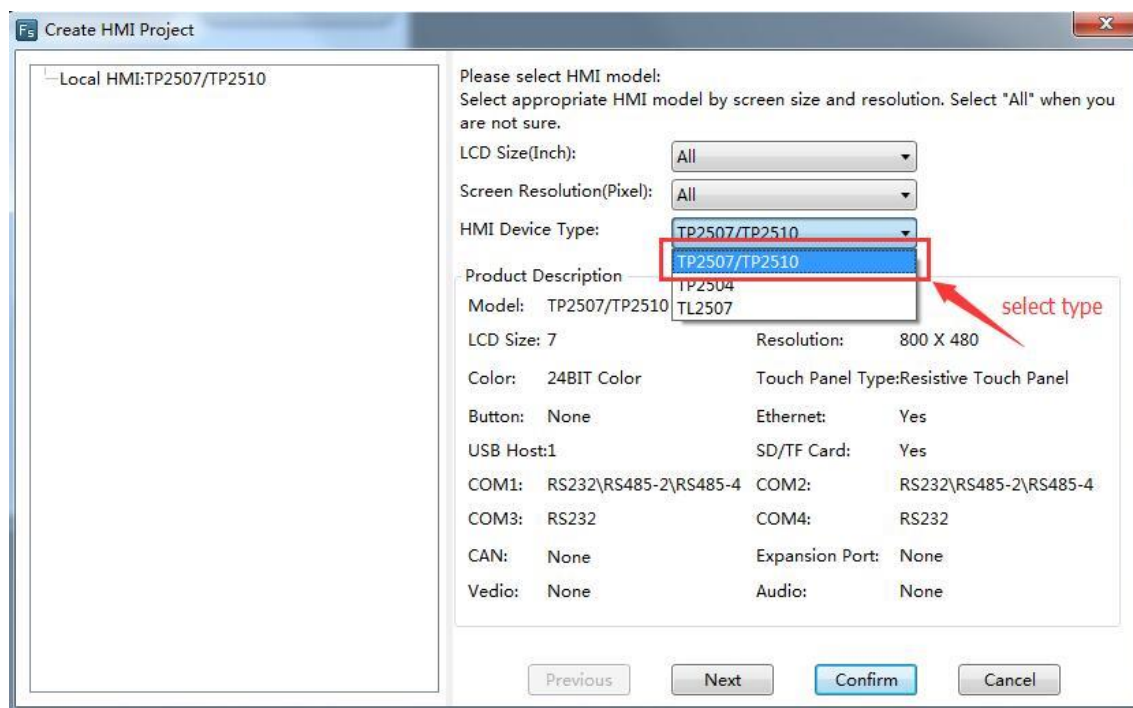 Fs Create HMI Project
Local HMI:TP2507/TP2510
Please select HMI model:
Select appropriate HMI model by screen size and resolution. Select "All" when you
are not sure.
LCD Size(Inch): All
Screen Resolution(Pixel): All
HMI Device Type: TP2507/TP2510
TP2507/TP2510
TP2504
TL2507
select type
Product Description
Model: TP2507/TP2510
LCD Size: 7 Resolution: 800 X 480
Color: 24BIT Color Touch Panel Type:Resistive Touch Panel
Button: None Ethernet: Yes
USB Host:1 SD/TF Card: Yes
COM1: RS232\RS485-2\RS485-4 COM2: RS232\RS485-2\RS485-4
COM3: RS232 COM4: RS232
CAN: None Expansion Port: None
Vedio: None Audio: None
Previous Next Confirm Cancel